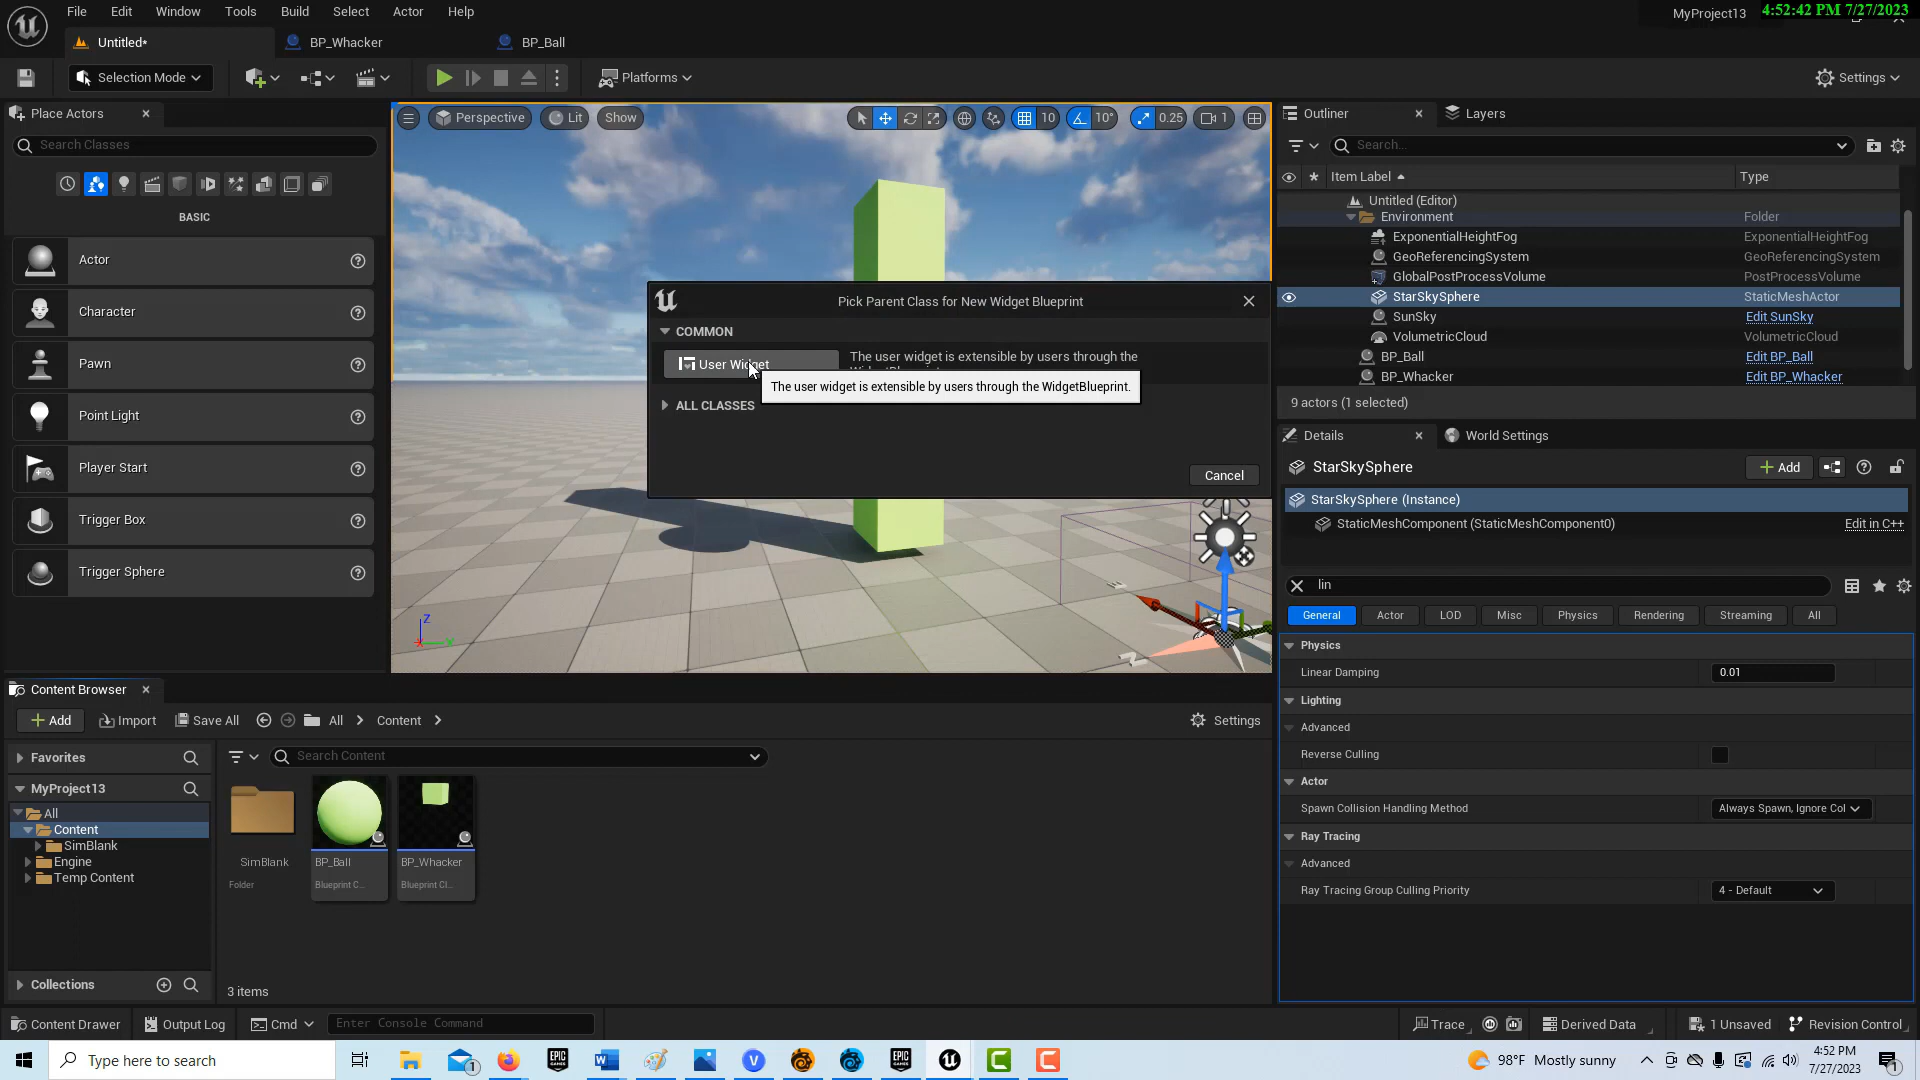 File Edit Window Tools Build Select Actor Help
MyProject13 4:52:42 PM 7/27/2023
Untitled* BP_Whacker BP_Ball
Selection Mode Platforms Settings
Place Actors
Search Classes
BASIC
Actor
Character
Pawn
Point Light
Player Start
Trigger Box
Trigger Sphere
Perspective Lit Show 10 10° 0.25 1
Pick Parent Class for New Widget Blueprint
COMMON
User Widget The user widget is extensible by users through the
The user widget is extensible by users through the WidgetBlueprint.
ALL CLASSES
Cancel
Z
Outliner Layers
Search...
Item Label Type
Untitled (Editor)
Environment Folder
ExponentialHeightFog ExponentialHeightFog
GeoReferencingSystem GeoReferencingSystem
GlobalPostProcessVolume PostProcessVolume
StarSkySphere StaticMeshActor
SunSky Edit SunSky
VolumetricCloud VolumetricCloud
BP_Ball Edit BP_Ball
BP_Whacker Edit BP_Whacker
9 actors (1 selected)
Details World Settings
StarSkySphere Add
StarSkySphere (Instance)
StaticMeshComponent (StaticMeshComponent0) Edit in C++
lin
General Actor LOD Misc Physics Rendering Streaming All
Physics
Linear Damping 0.01
Lighting
Advanced
Reverse Culling
Actor
Spawn Collision Handling Method Always Spawn, Ignore Col
Ray Tracing
Advanced
Ray Tracing Group Culling Priority 4 - Default
Content Browser
Add Import Save All All Content Settings
Favorites Search Content
MyProject13
All
Content
SimBlank
Engine
Temp Content
Collections
SimBlank
Folder
BP_Ball
Blueprint C...
BP_Whacker
Blueprint Cl...
3 items
Content Drawer Output Log Cmd Enter Console Command Trace Derived Data 1 Unsaved Revision Control
Type here to search
EPIC GAMES
98°F Mostly sunny
4:52 PM
7/27/2023